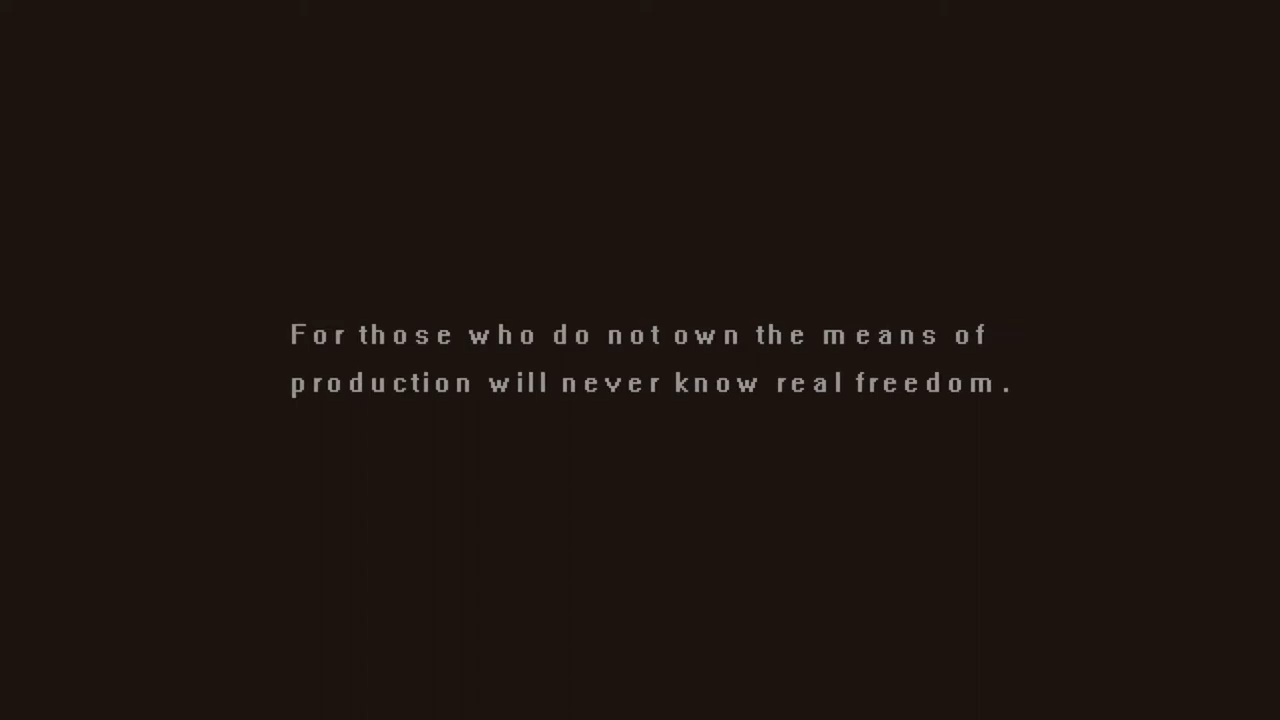 For those who do not own the means of
production will never know real freedom.